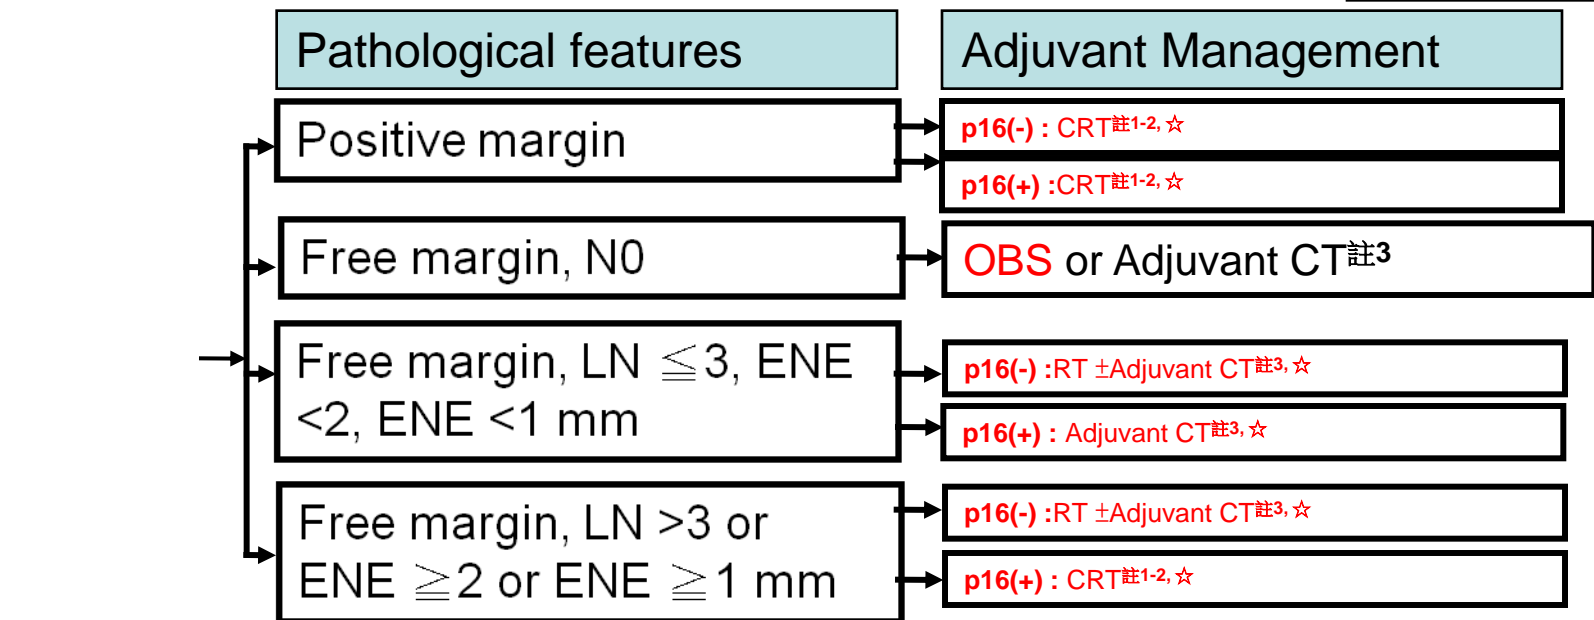 Pathological features
Adjuvant Management
Positive margin
p16(-) : CRT註1-2, ☆
p16(+) :CRT註1-2, ☆
Free margin, N0
OBS or Adjuvant CT註3
Free margin, LN ≦3, ENE
<2, ENE <1 mm
p16(-) :RT ±Adjuvant CT註3, ☆
p16(+) : Adjuvant CT註3, ☆
Free margin, LN >3 or
ENE ≧2 or ENE ≧1 mm
p16(-) :RT ±Adjuvant CT註3, ☆
p16(+) : CRT註1-2, ☆